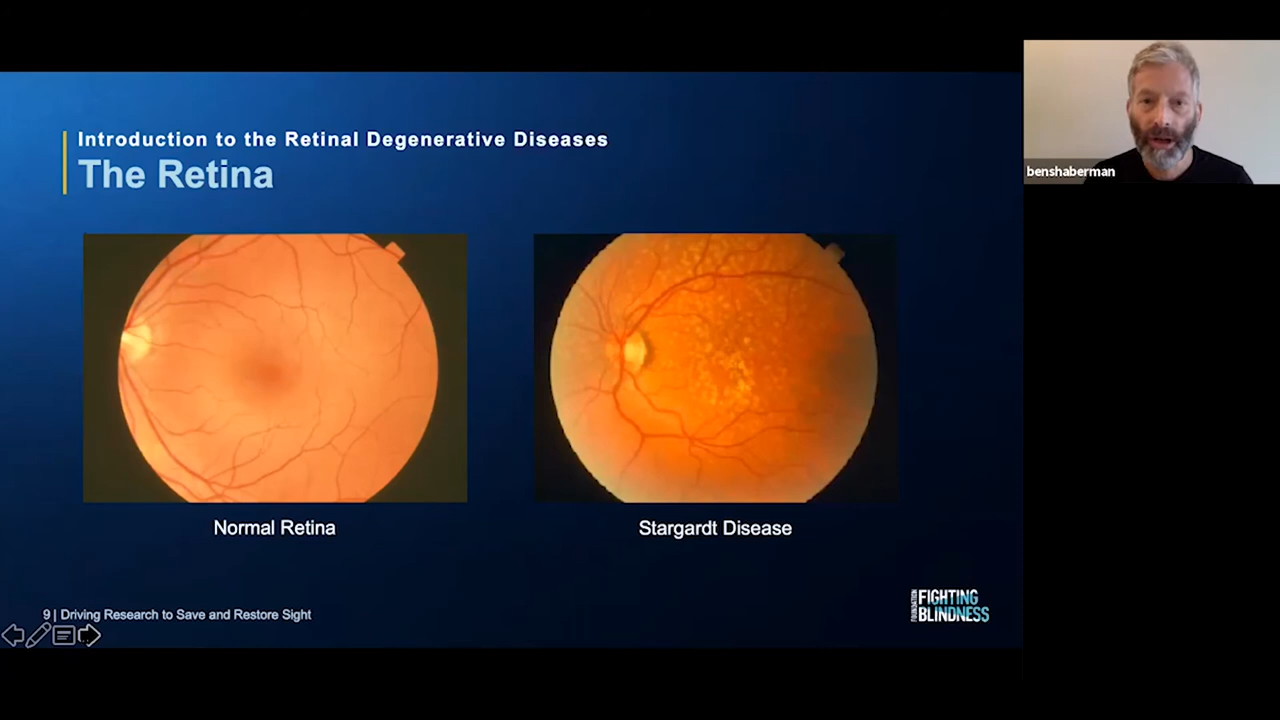 Introduction to the Retinal Degenerative Diseases
The Retina
benshaberman
Normal Retina
Stargardt Disease
9 | Driving Research to Save and Restore Sight
FOUNDATION
FIGHTING
BLINDNESS